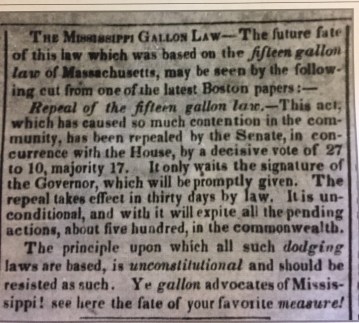 THE MISSISSIPPI GALLON LAW—The future fate
of this law which was based on the fifteen gallon
law of Massachusetts, may be seen by the follow-
ing cut from one of the latest Boston papers:—
Repeal of the fifteen gallon law.—This act,
which has caused so much contention in the com-
munity, has been repealed by the Senate, in con-
currence with the House, by a decisive vote of 27
to 10, majority 17. It only waits the signature of
the Governor, which will be promptly given. The
repeal takes effect in thirty days by law. It is un-
conditional, and with it will expite all the pending
actions, about five hundred, in the commonwealth.
The principle upon which all such dodging
laws are based, is unconstitutional and should be
resisted as such. Ye gallon advocates of Missis-
sippi! see here the fate of your favorite measure!